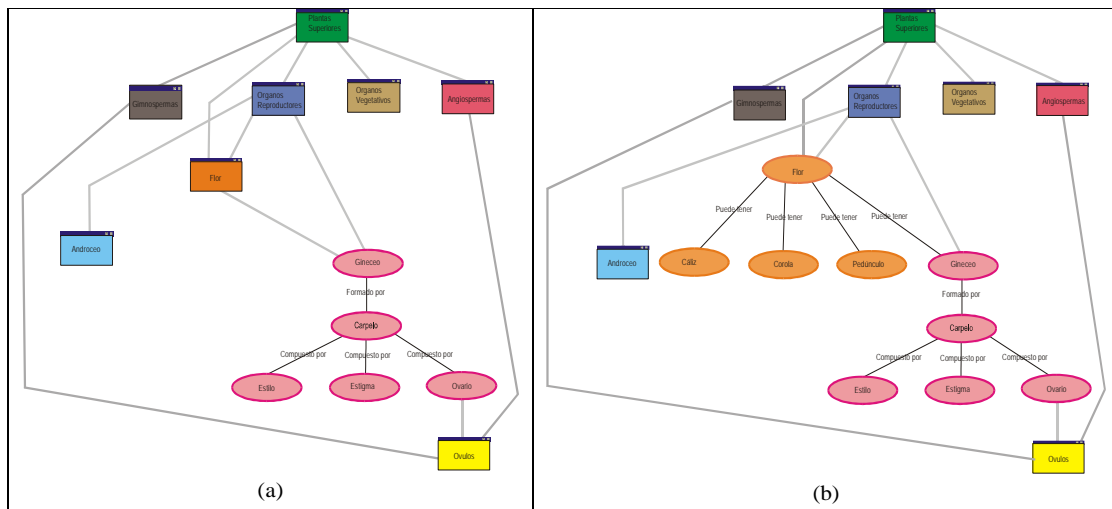 Plantas
Superiores
Gimnospermas
Organos
Reproductores
Organos
Vegetativos
Angiospermas
Flor
Androceo
Gineceo
Formado por
Carpelo
Compuesto por
Compuesto por
Compuesto por
Estilo
Estigma
Ovario
Ovulos
(a)
Plantas
Superiores
Gimnospermas
Organos
Reproductores
Organos
Vegetativos
Angiospermas
Flor
Puede tener
Puede tener
Puede tener
Puede tener
Androceo
Cáliz
Corola
Pedúnculo
Gineceo
Formado por
Carpelo
Compuesto por
Compuesto por
Compuesto por
Estilo
Estigma
Ovario
Ovulos
(b)